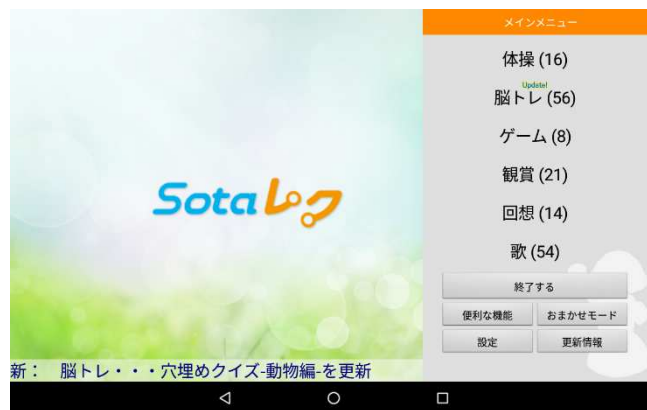 メインメニュー
体操 (16)
Update!
脳トレ (56)
ゲーム (8)
観賞 (21)
回想 (14)
歌 (54)
終了する
便利な機能 おまかせモード
設定 更新情報
Sotaレク
新： 脳トレ・・・穴埋めクイズ-動物編-を更新